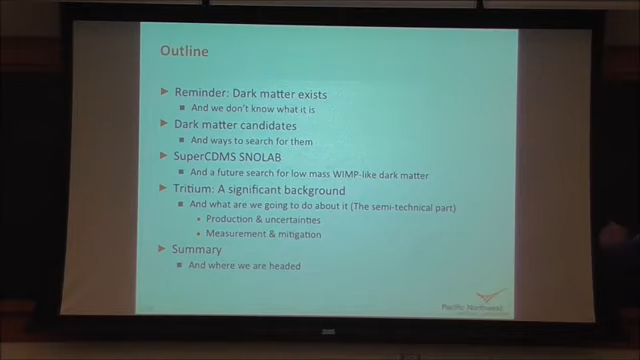 Outline
Reminder: Dark matter exists
And we don't know what it is
Dark matter candidates
And ways to search for them
SuperCDMS SNOLAB
And a future search for low mass WIMP-like dark matter
Tritium: A significant background
And what are we going to do about it (The semi-technical part)
Production & uncertainties
Measurement & mitigation
Summary
And where we are headed
Pacific Northwest